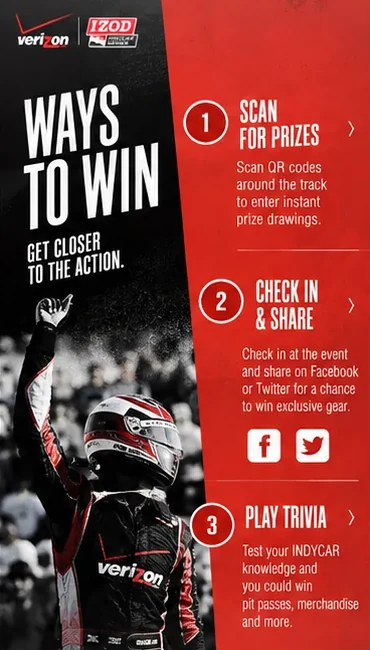 verizon
IZOD
WAYS
TO WIN
GET CLOSER
TO THE ACTION.
1
SCAN
FOR PRIZES
Scan QR codes
around the track
to enter instant
prize drawings.
2
CHECK IN
& SHARE
Check in at the event
and share on Facebook
or Twitter for a chance
to win exclusive gear.
3
PLAY TRIVIA
Test your INDYCAR
knowledge and
you could win
pit passes, merchandise
and more.
verizon